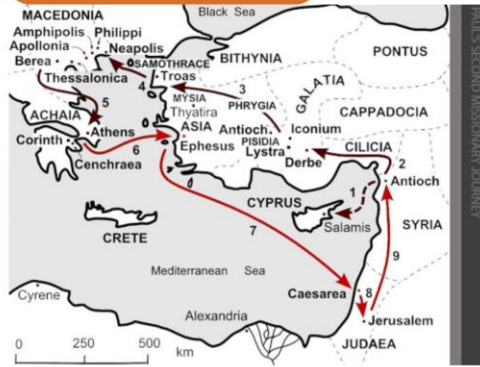 MACEDONIA
Black Sea
Amphipolis Philippi
Apollonia Neapolis
Berea
SAMOTHRACE
BITHYNIA
PONTUS
Thessalonica
4 Troas
3
GALATIA
MYSIA
PHRYGIA
Thyatira
CAPPADOCIA
5
ACHAIA
ASIA
Antioch
Iconium
Athens
PISIDIA
CILICIA
Corinth
6
Ephesus
Lystra
2
Cenchraea
Derbe
Antioch
1
CYPRUS
Salamis
SYRIA
CRETE
7
9
Mediterranean Sea
Caesarea
8
Cyrene
Alexandria
Jerusalem
JUDAEA
0 250 500
km
PAUL'S SECOND MISSIONARY JOURNEY